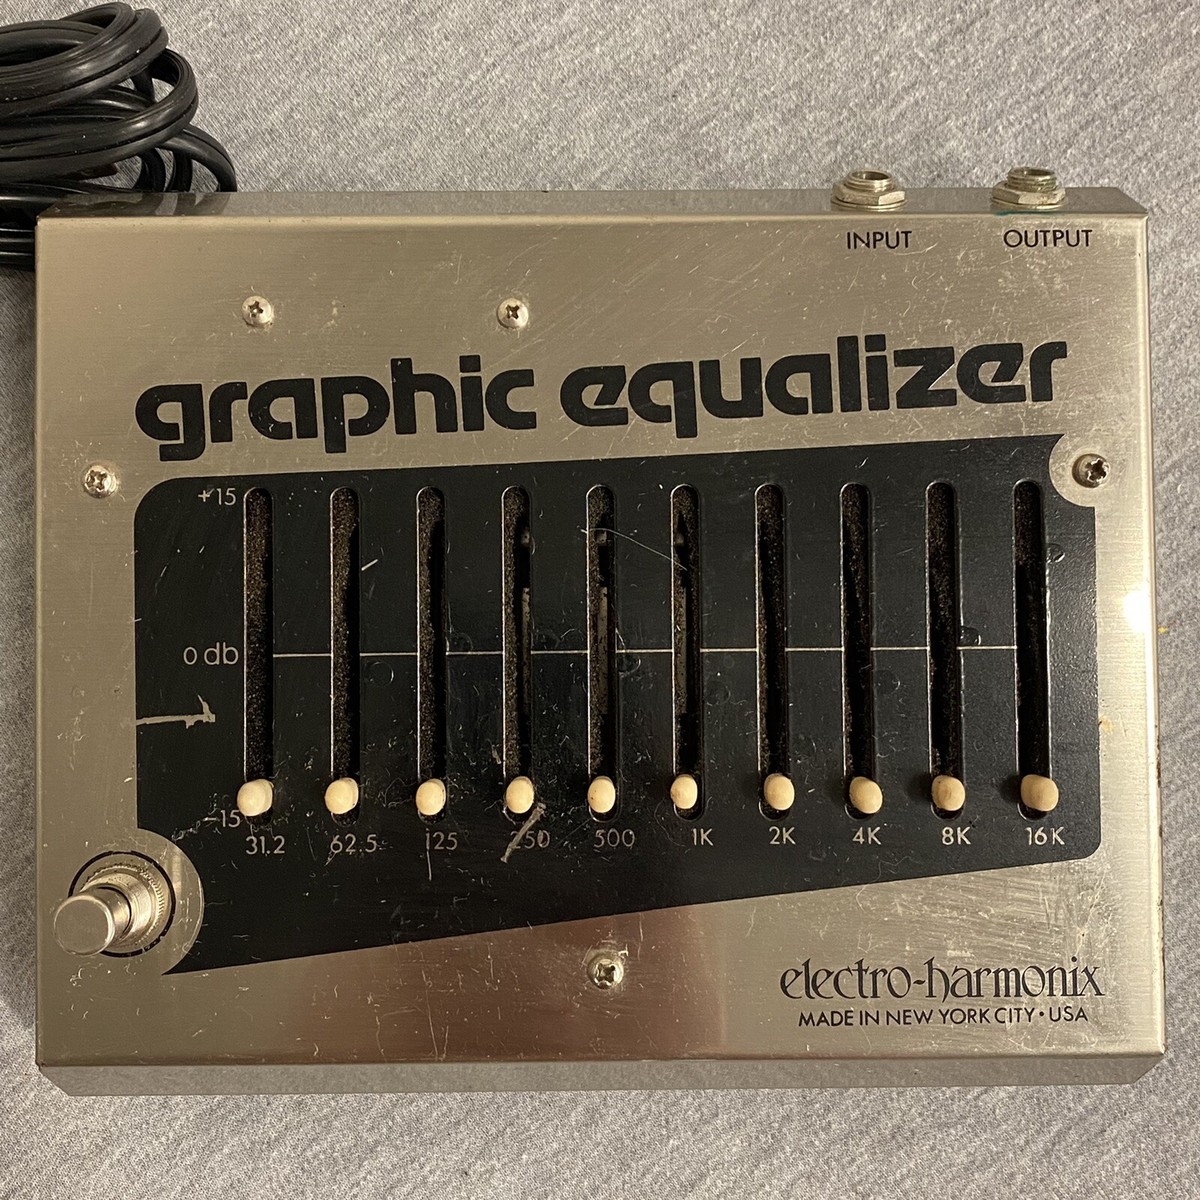 INPUT OUTPUT
graphic equalizer
+15
0 db
-15
31.2 62.5 125 250 500 1K 2K 4K 8K 16K
electro-harmonix
MADE IN NEW YORK CITY • USA